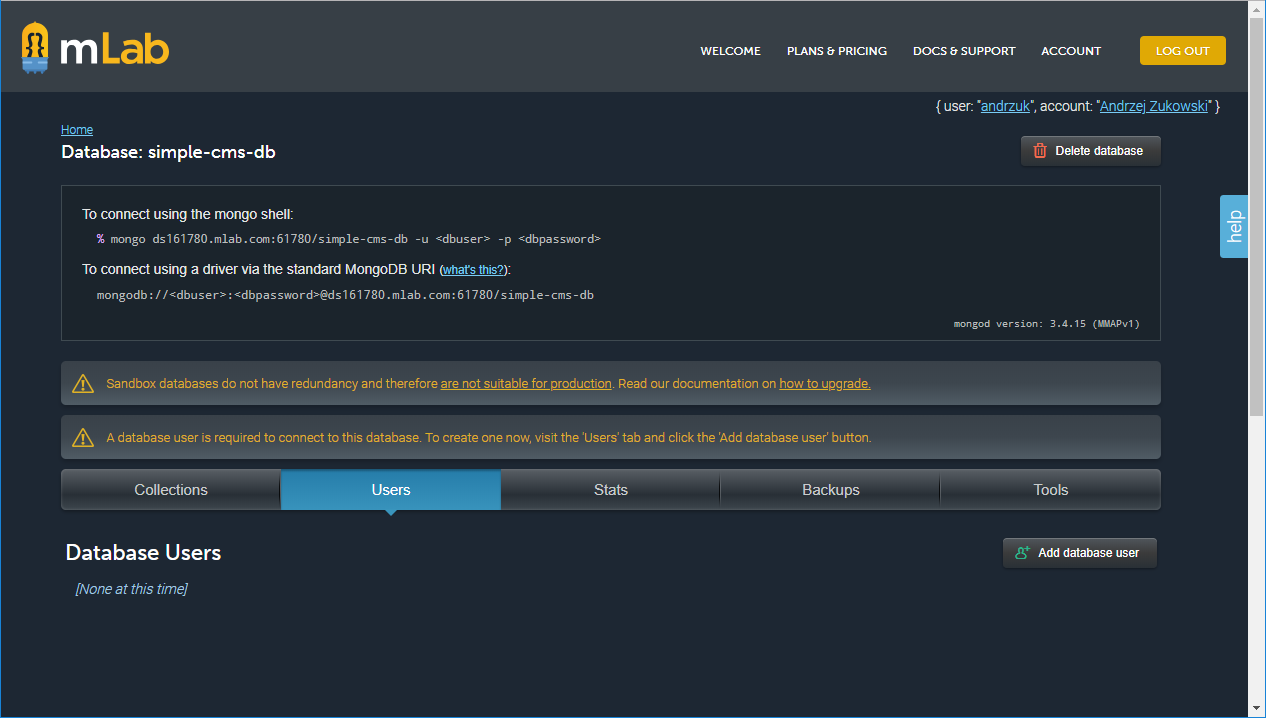 mLab
WELCOME PLANS & PRICING DOCS & SUPPORT ACCOUNT LOG OUT
{ user: "andrzuk", account: "Andrzej Zukowski" }
Home
Database: simple-cms-db
Delete database
help
To connect using the mongo shell:
% mongo ds161780.mlab.com:61780/simple-cms-db -u <dbuser> -p <dbpassword>
To connect using a driver via the standard MongoDB URI (what's this?):
mongodb://<dbuser>:<dbpassword>@ds161780.mlab.com:61780/simple-cms-db
mongod version: 3.4.15 (MMAPv1)
Sandbox databases do not have redundancy and therefore are not suitable for production. Read our documentation on how to upgrade.
A database user is required to connect to this database. To create one now, visit the 'Users' tab and click the 'Add database user' button.
Collections Users Stats Backups Tools
Database Users
Add database user
[None at this time]